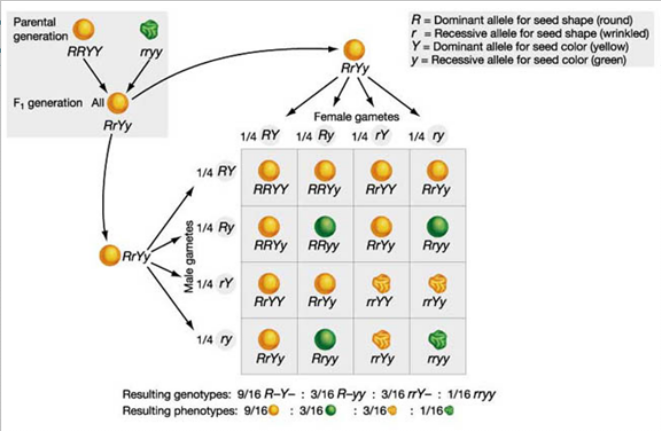 Parental generation
RRYY rryy
F1 generation All
RrYy
RrYy
R = Dominant allele for seed shape (round)
r = Recessive allele for seed shape (wrinkled)
Y = Dominant allele for seed color (yellow)
y = Recessive allele for seed color (green)
Female gametes
1/4 RY 1/4 Ry 1/4 rY 1/4 ry
RrYy
Male gametes
1/4 RY
RRYY RRYy RrYY RrYy
1/4 Ry
RRYy RRyy RrYy Rryy
1/4 rY
RrYY RrYy rrYY rrYy
1/4 ry
RrYy Rryy rrYy rryy
Resulting genotypes: 9/16 R–Y– : 3/16 R–yy : 3/16 rrY– : 1/16 rryy
Resulting phenotypes: 9/16 : 3/16 : 3/16 : 1/16